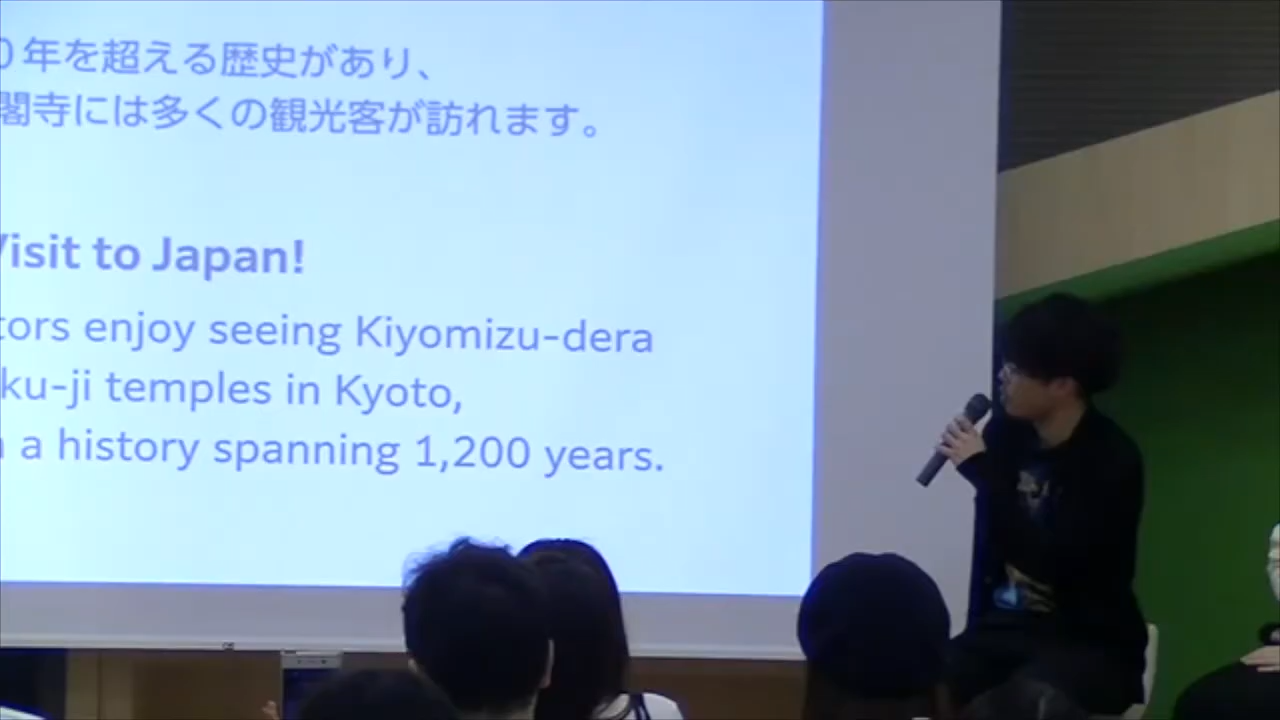 年を超える歴史があり、
閣寺には多くの観光客が訪れます。
Visit to Japan!
tors enjoy seeing Kiyomizu-dera
ku-ji temples in Kyoto,
a history spanning 1,200 years.